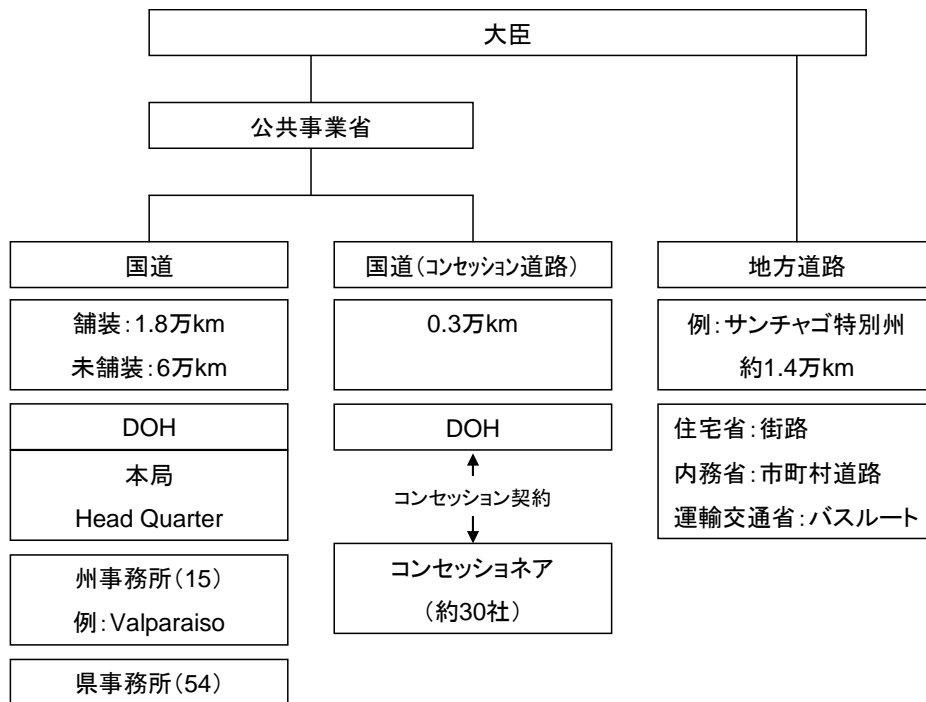 大臣
公共事業省
国道
国道(コンセッション道路)
地方道路
舗装:1.8万km
未舗装:6万km
0.3万km
例:サンチャゴ特別州
約1.4万km
DOH
本局
Head Quarter
DOH
コンセッション契約
コンセッショネア
(約30社)
住宅省:街路
内務省:市町村道路
運輸交通省:バスルート
州事務所(15)
例:Valparaiso
県事務所(54)